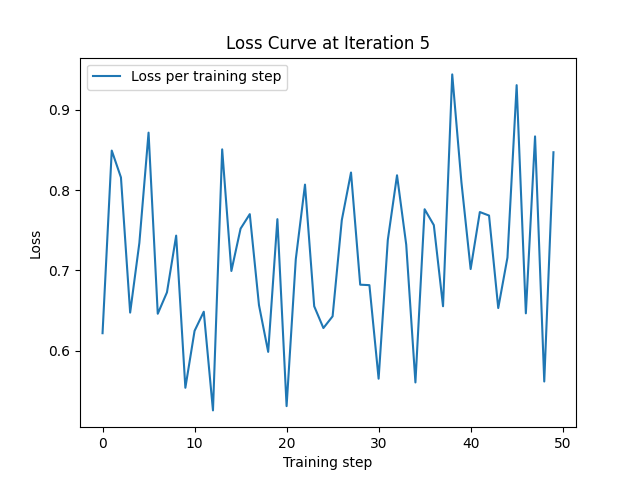 Loss Curve at Iteration 5
Loss per training step
0.9
0.8
0.7
0.6
Loss
0 10 20 30 40 50
Training step